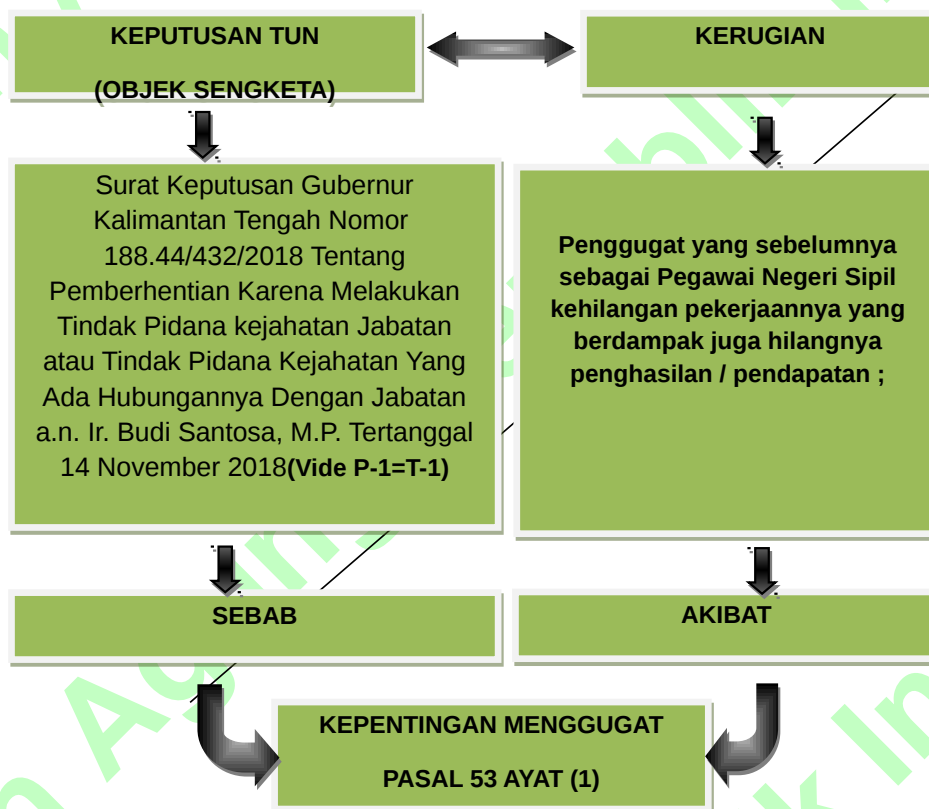 KEPUTUSAN TUN
(OBJEK SENGKETA)
KERUGIAN
Surat Keputusan Gubernur
Kalimantan Tengah Nomor
188.44/432/2018 Tentang
Pemberhentian Karena Melakukan
Tindak Pidana kejahatan Jabatan
atau Tindak Pidana Kejahatan Yang
Ada Hubungannya Dengan Jabatan
a.n. Ir. Budi Santosa, M.P. Tertanggal
14 November 2018(Vide P-1=T-1)
Penggugat yang sebelumnya
sebagai Pegawai Negeri Sipil
kehilangan pekerjaannya yang
berdampak juga hilangnya
penghasilan / pendapatan ;
SEBAB
AKIBAT
KEPENTINGAN MENGGUGAT
PASAL 53 AYAT (1)